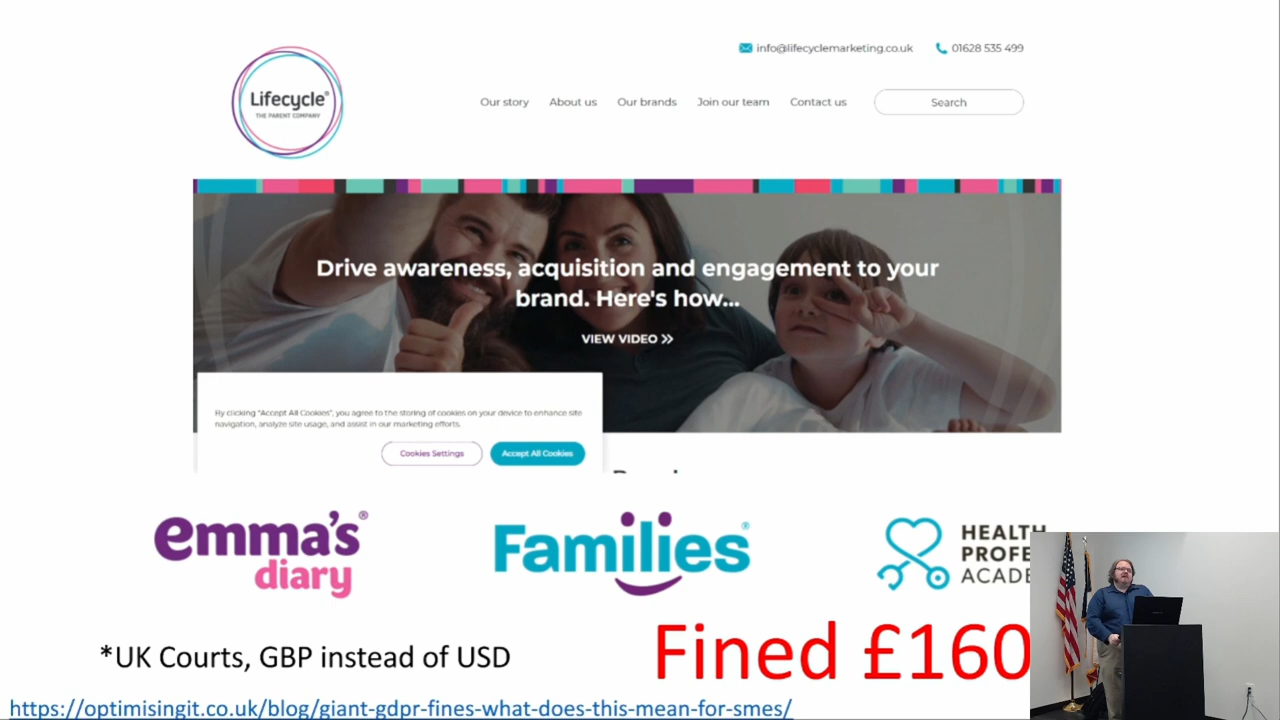 info@lifecyclemarketing.co.uk 01628 535 499
Lifecycle®
THE PARENT COMPANY
Our story About us Our brands Join our team Contact us Search
Drive awareness, acquisition and engagement to your
brand. Here's how...
VIEW VIDEO
By clicking "Accept All Cookies", you agree to the storing of cookies on your device to enhance site
navigation, analyze site usage, and assist in our marketing efforts.
Cookies Settings Accept All Cookies
emma's®
diary
Families®
HEALTH
PROFE
ACADE
*UK Courts, GBP instead of USD
Fined £160
https://optimisingit.co.uk/blog/giant-gdpr-fines-what-does-this-mean-for-smes/